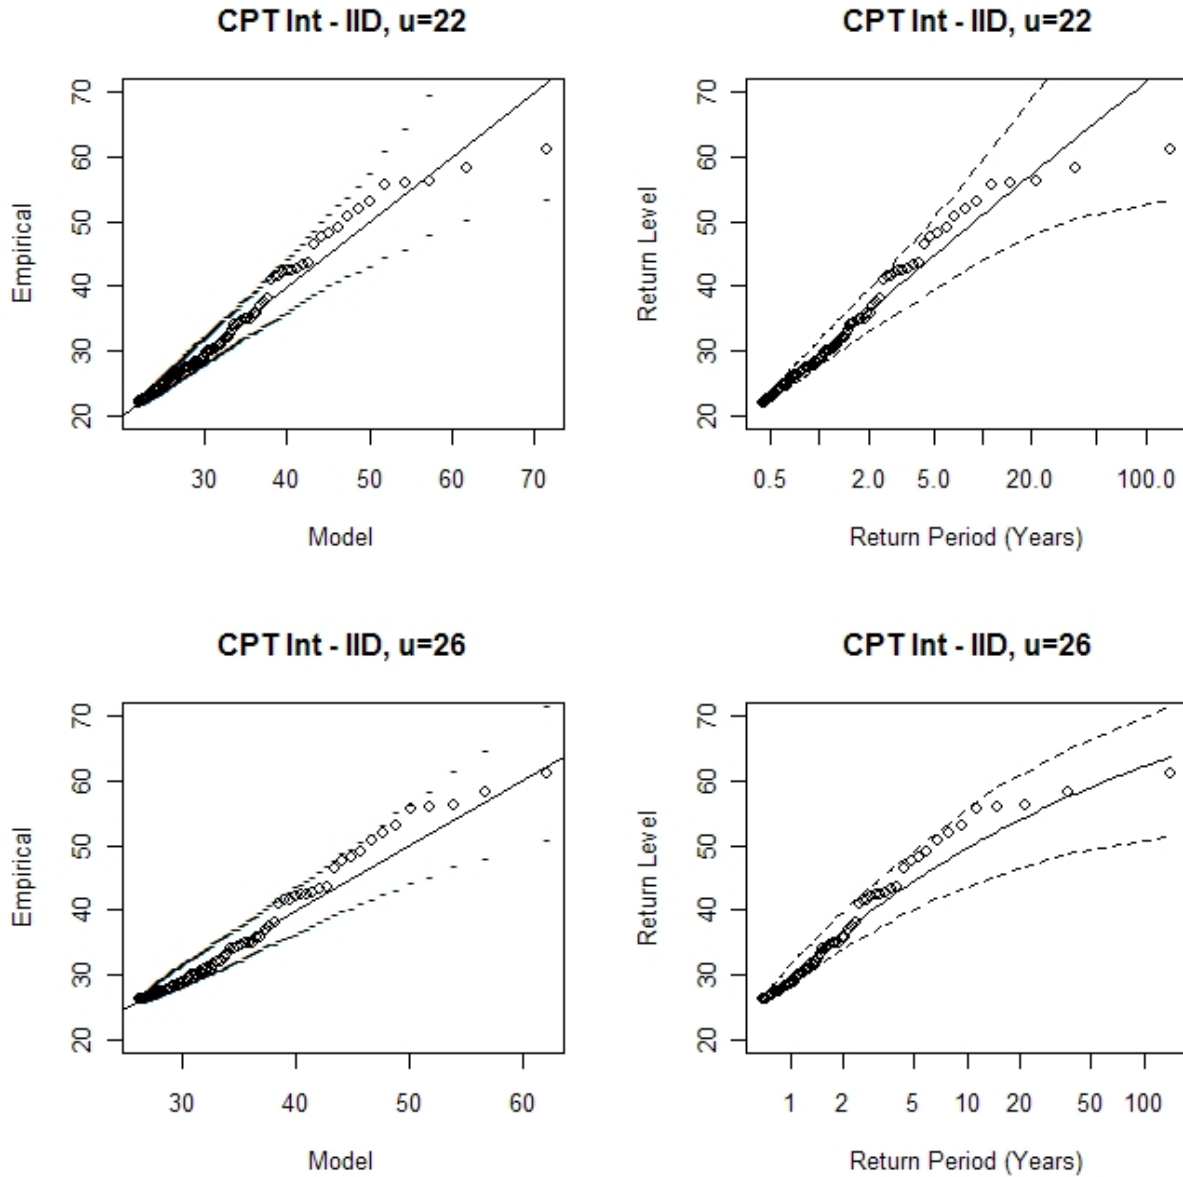 CPT Int - IID, u=22
CPT Int - IID, u=22
70
60
50
40
30
20
Empirical
30 40 50 60 70
Model
70
60
50
40
30
20
Return Level
0.5 2.0 5.0 20.0 100.0
Return Period (Years)
CPT Int - IID, u=26
CPT Int - IID, u=26
70
60
50
40
30
20
Empirical
30 40 50 60
Model
70
60
50
40
30
20
Return Level
1 2 5 10 20 50 100
Return Period (Years)